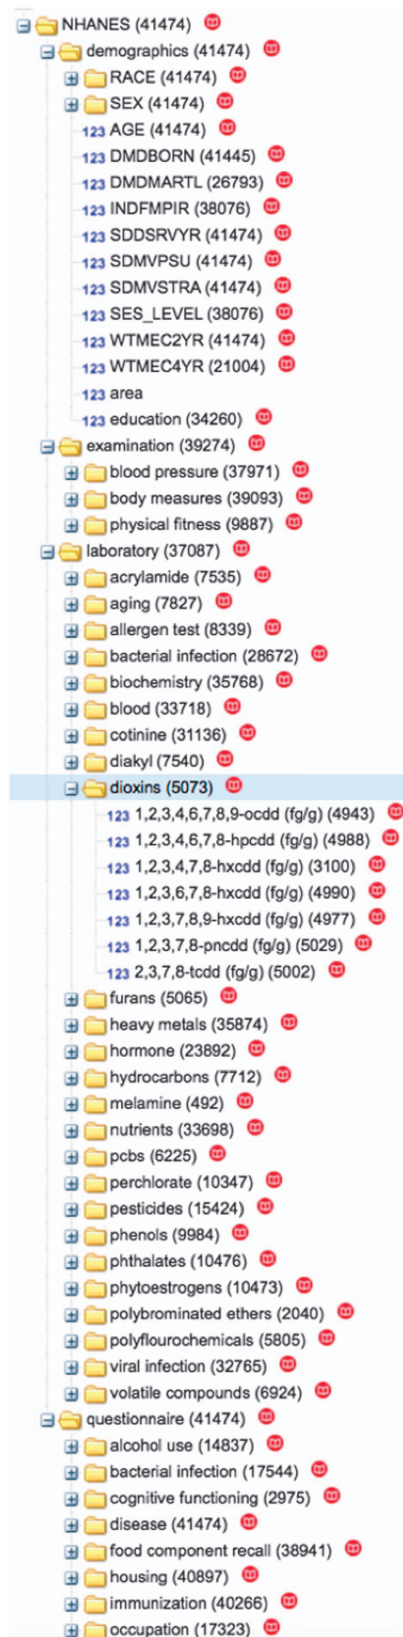 NHANES (41474)
demographics (41474)
RACE (41474)
SEX (41474)
123 AGE (41474)
123 DMDBORN (41445)
123 DMDMARTL (26793)
123 INDFMPIR (38076)
123 SDDSRVYR (41474)
123 SDMVPSU (41474)
123 SDMVSTRA (41474)
123 SES_LEVEL (38076)
123 WTMEC2YR (41474)
123 WTMEC4YR (21004)
123 area
123 education (34260)
examination (39274)
blood pressure (37971)
body measures (39093)
physical fitness (9887)
laboratory (37087)
acrylamide (7535)
aging (7827)
allergen test (8339)
bacterial infection (28672)
biochemistry (35768)
blood (33718)
cotinine (31136)
diakyl (7540)
dioxins (5073)
123 1,2,3,4,6,7,8,9-ocdd (fg/g) (4943)
123 1,2,3,4,6,7,8-hpcdd (fg/g) (4988)
123 1,2,3,4,7,8-hxcdd (fg/g) (3100)
123 1,2,3,6,7,8-hxcdd (fg/g) (4990)
123 1,2,3,7,8,9-hxcdd (fg/g) (4977)
123 1,2,3,7,8-pncdd (fg/g) (5029)
123 2,3,7,8-tcdd (fg/g) (5002)
furans (5065)
heavy metals (35874)
hormone (23892)
hydrocarbons (7712)
melamine (492)
nutrients (33698)
pcbs (6225)
perchlorate (10347)
pesticides (15424)
phenols (9984)
phthalates (10476)
phytoestrogens (10473)
polybrominated ethers (2040)
polyflourochemicals (5805)
viral infection (32765)
volatile compounds (6924)
questionnaire (41474)
alcohol use (14837)
bacterial infection (17544)
cognitive functioning (2975)
disease (41474)
food component recall (38941)
housing (40897)
immunization (40266)
occupation (17323)